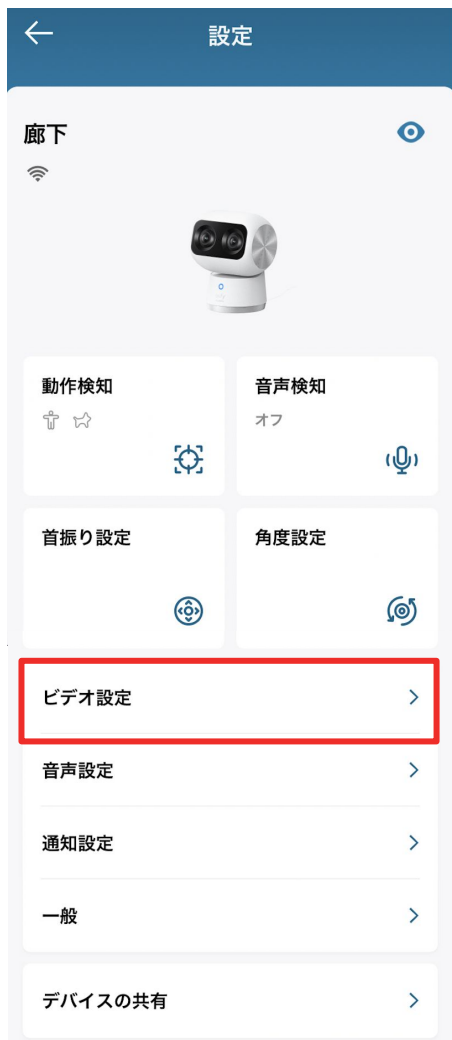 設定
廊下
動作検知
音声検知
オフ
首振り設定
角度設定
ビデオ設定
音声設定
通知設定
一般
デバイスの共有